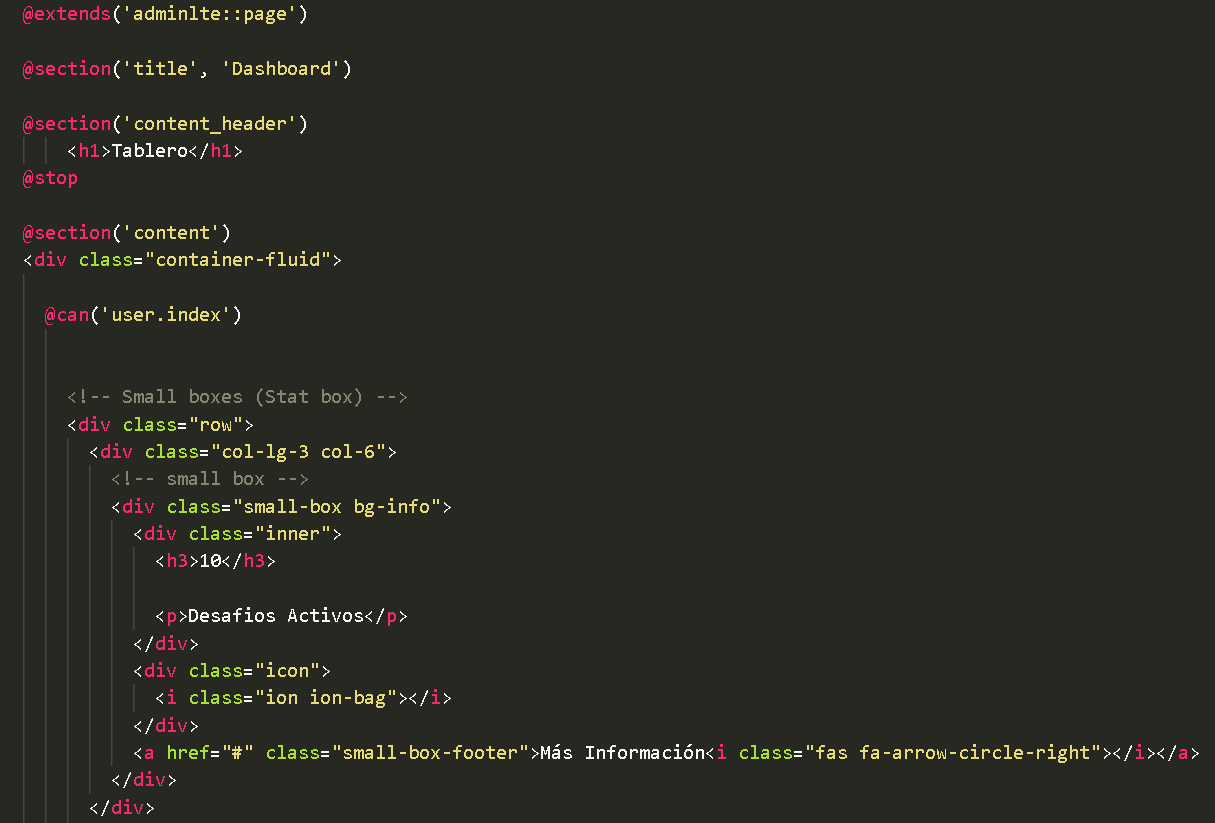 @extends('adminlte::page')
@section('title', 'Dashboard')
@section('content_header')
<h1>Tablero</h1>
@stop
@section('content')
<div class="container-fluid">
@can('user.index')
<!-- Small boxes (Stat box) -->
<div class="row">
<div class="col-lg-3 col-6">
<!-- small box -->
<div class="small-box bg-info">
<div class="inner">
<h3>10</h3>
<p>Desafios Activos</p>
</div>
<div class="icon">
<i class="ion ion-bag"></i>
</div>
<a href="#" class="small-box-footer">Más Información<i class="fas fa-arrow-circle-right"></i></a>
</div>
</div>